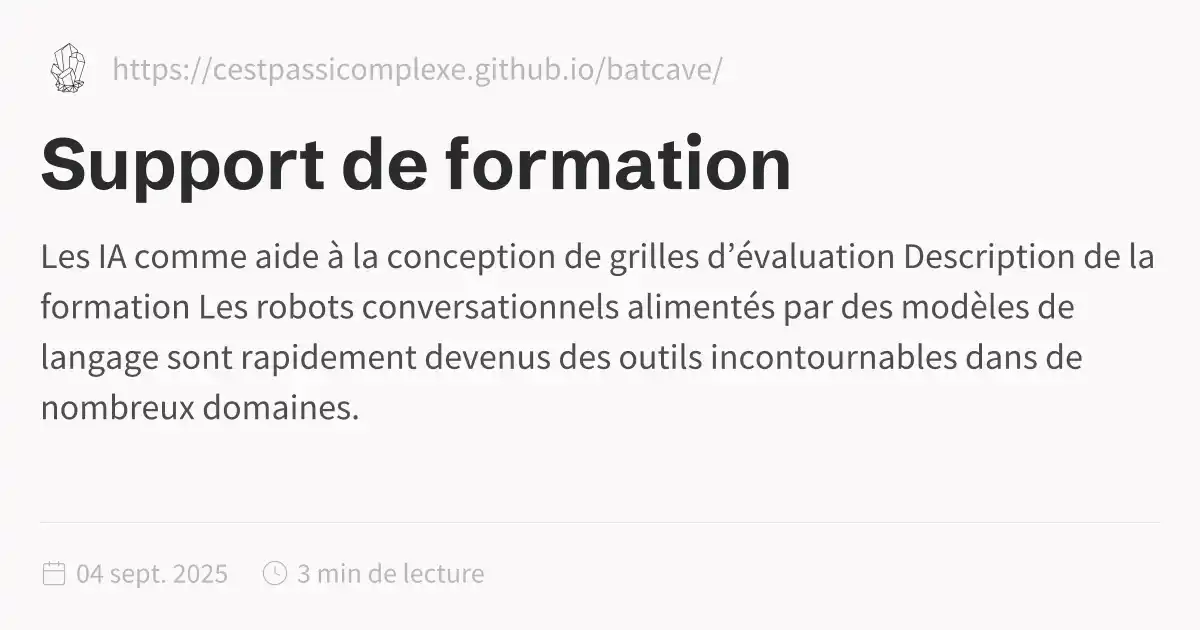 https://cestpassicomplexe.github.io/batcave/
Support de formation
Les IA comme aide à la conception de grilles d’évaluation Description de la
formation Les robots conversationnels alimentés par des modèles de
langage sont rapidement devenus des outils incontournables dans de
nombreux domaines.
04 sept. 2025 3 min de lecture